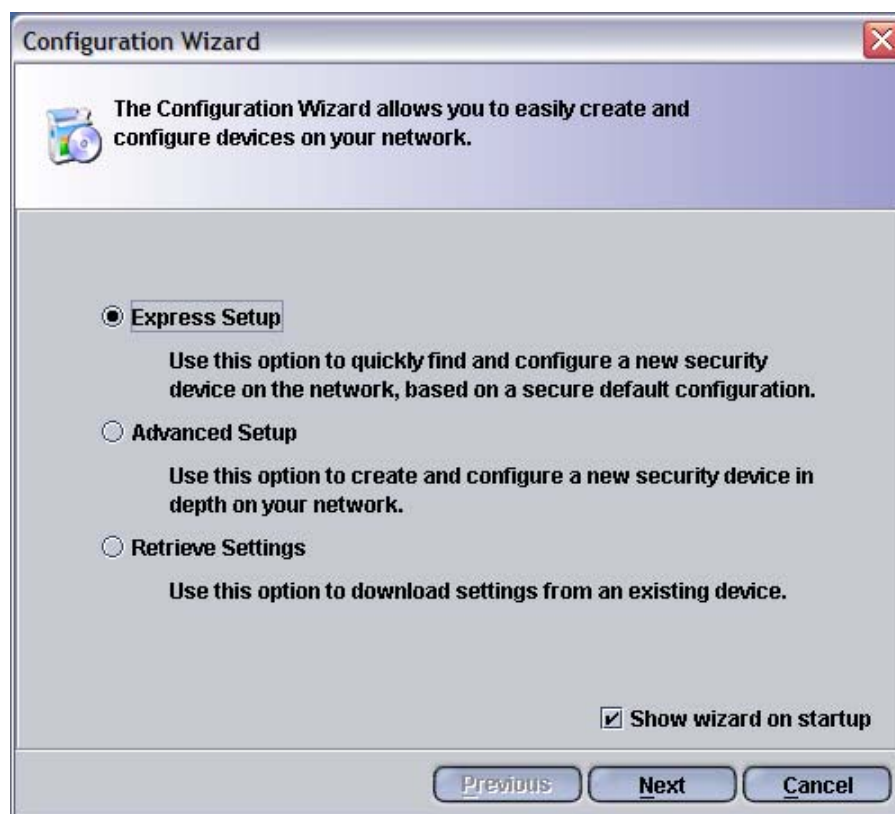 Configuration Wizard
The Configuration Wizard allows you to easily create and
configure devices on your network.
Express Setup
Use this option to quickly find and configure a new security
device on the network, based on a secure default configuration.
Advanced Setup
Use this option to create and configure a new security device in
depth on your network.
Retrieve Settings
Use this option to download settings from an existing device.
Show wizard on startup
Previous Next Cancel